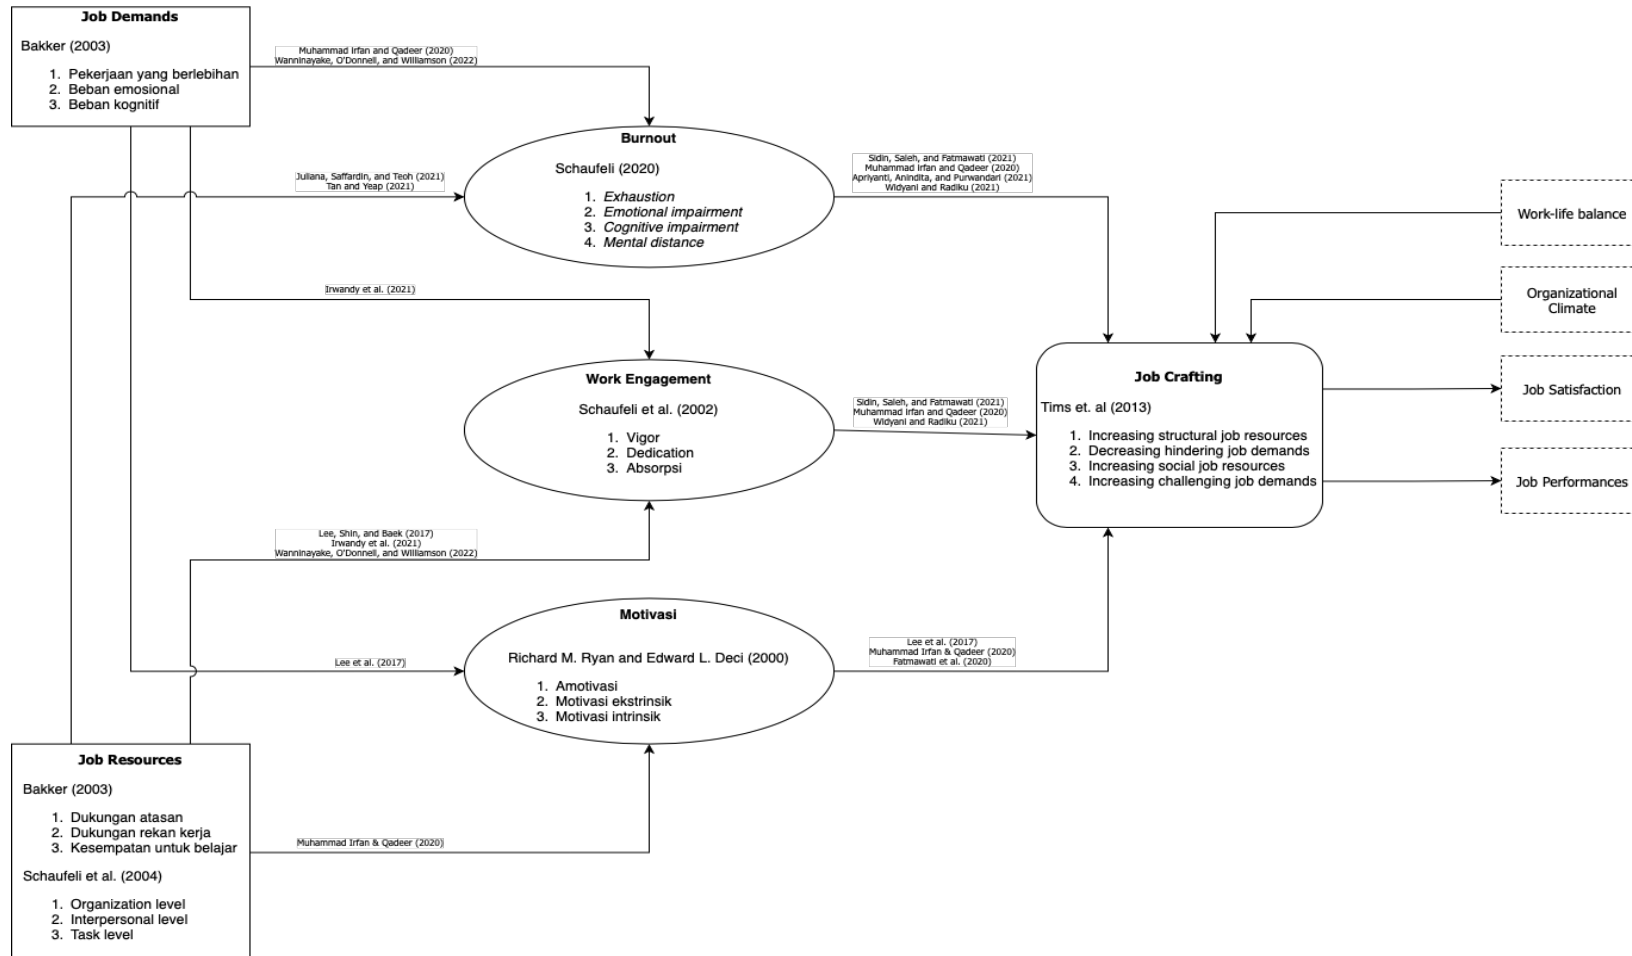 Job Demands
Bakker (2003)
1. Pekerjaan yang berlebihan
2. Beban emosional
3. Beban kognitif
Muhammad Irfan and Qadeer (2020)
Wanninayake, O'Donnell, and Williamson (2022)
Burnout
Schaufeli (2020)
1. Exhaustion
2. Emotional impairment
3. Cognitive impairment
4. Mental distance
Juliana, Saffardin, and Teoh (2021)
Tan and Yeap (2021)
Sidin, Saleh, and Fatmawati (2021)
Muhammad Irfan and Qadeer (2020)
Apriyanti, Anindita, and Purwandari (2021)
Widyani and Radiku (2021)
Work-life balance
Organizational
Climate
Irwandy et al. (2021)
Work Engagement
Schaufeli et al. (2002)
1. Vigor
2. Dedication
3. Absorpsi
Sidin, Saleh, and Fatmawati (2021)
Muhammad Irfan and Qadeer (2020)
Widyani and Radiku (2021)
Job Crafting
Tims et. al (2013)
1. Increasing structural job resources
2. Decreasing hindering job demands
3. Increasing social job resources
4. Increasing challenging job demands
Job Satisfaction
Job Performances
Lee, Shin, and Baek (2017)
Irwandy et al. (2021)
Wanninayake, O'Donnell, and Williamson (2022)
Motivasi
Richard M. Ryan and Edward L. Deci (2000)
1. Amotivasi
2. Motivasi ekstrinsik
3. Motivasi intrinsik
Lee et al. (2017)
Lee et al. (2017)
Muhammad Irfan & Qadeer (2020)
Fatmawati et al. (2020)
Job Resources
Bakker (2003)
1. Dukungan atasan
2. Dukungan rekan kerja
3. Kesempatan untuk belajar
Schaufeli et al. (2004)
1. Organization level
2. Interpersonal level
3. Task level
Muhammad Irfan & Qadeer (2020)